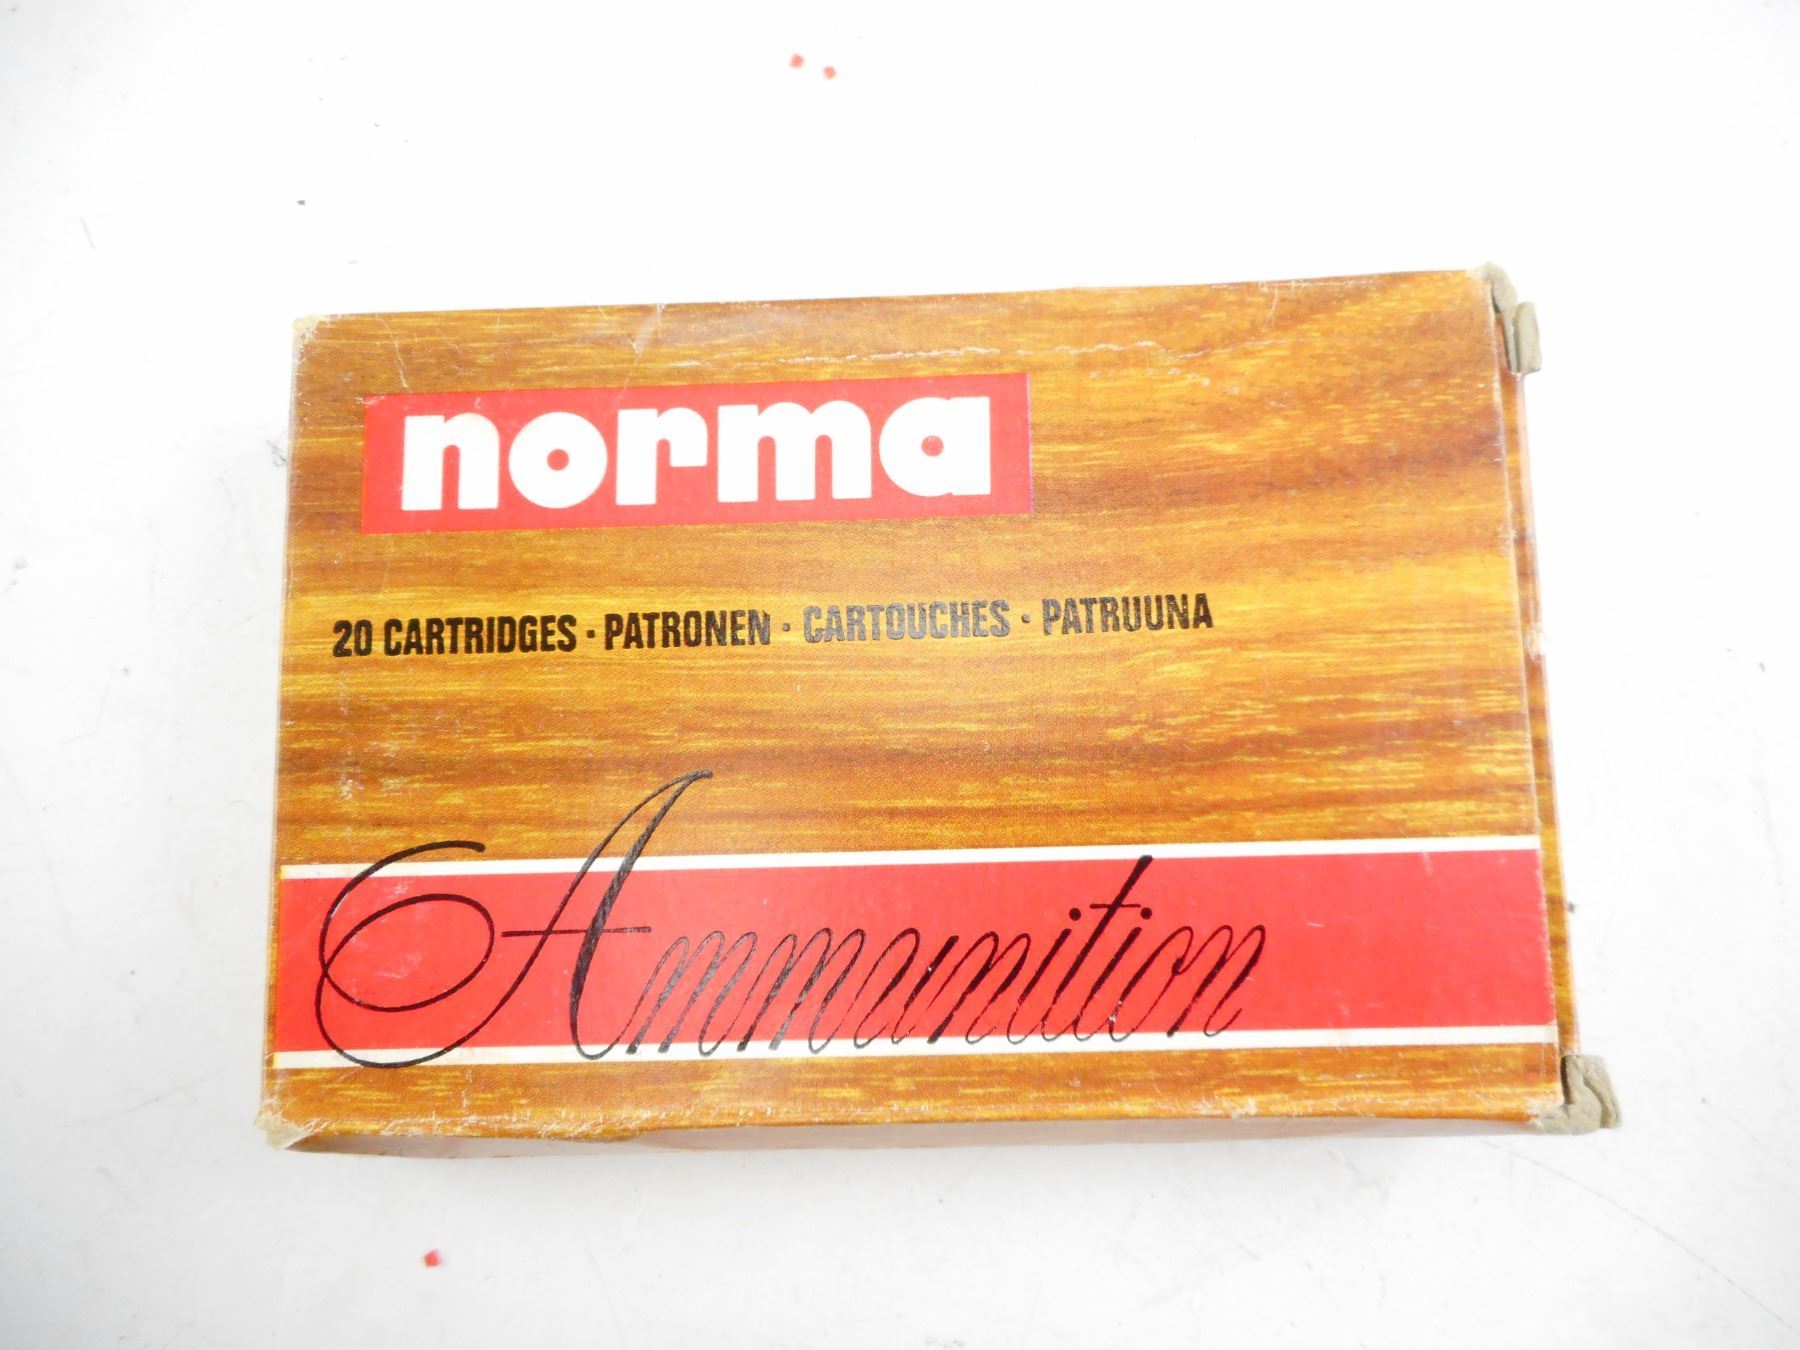 norma
20 CARTRIDGES · PATRONEN · CARTOUCHES · PATRUUNA
Ammunition